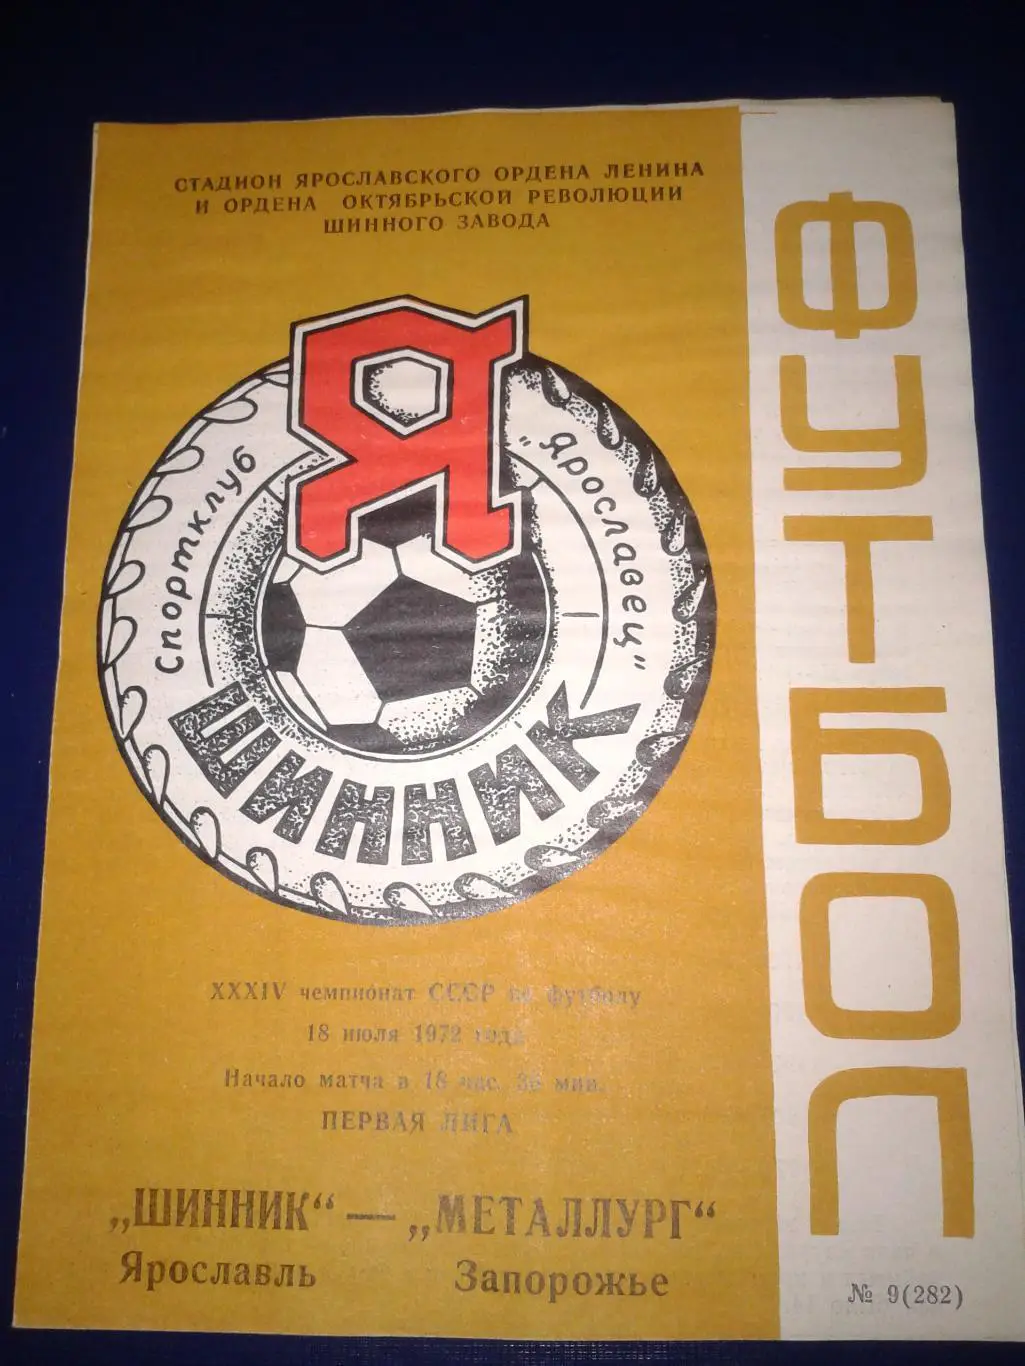 СТАДИОН ЯРОСЛАВСКОГО ОРДЕНА ЛЕНИНА
И ОРДЕНА ОКТЯБРЬСКОЙ РЕВОЛЮЦИИ
ШИННОГО ЗАВОДА
Я
Спортклуб
„Ярославец"
ШИННИК
XXXIV чемпионат СССР по футболу
18 июля 1972 года
Начало матча в 18 час. 30 мин.
ПЕРВАЯ ЛИГА
„ШИННИК“ — „МЕТАЛЛУРГ“
Ярославль Запорожье
ФУТБОЛ
№ 9(282)